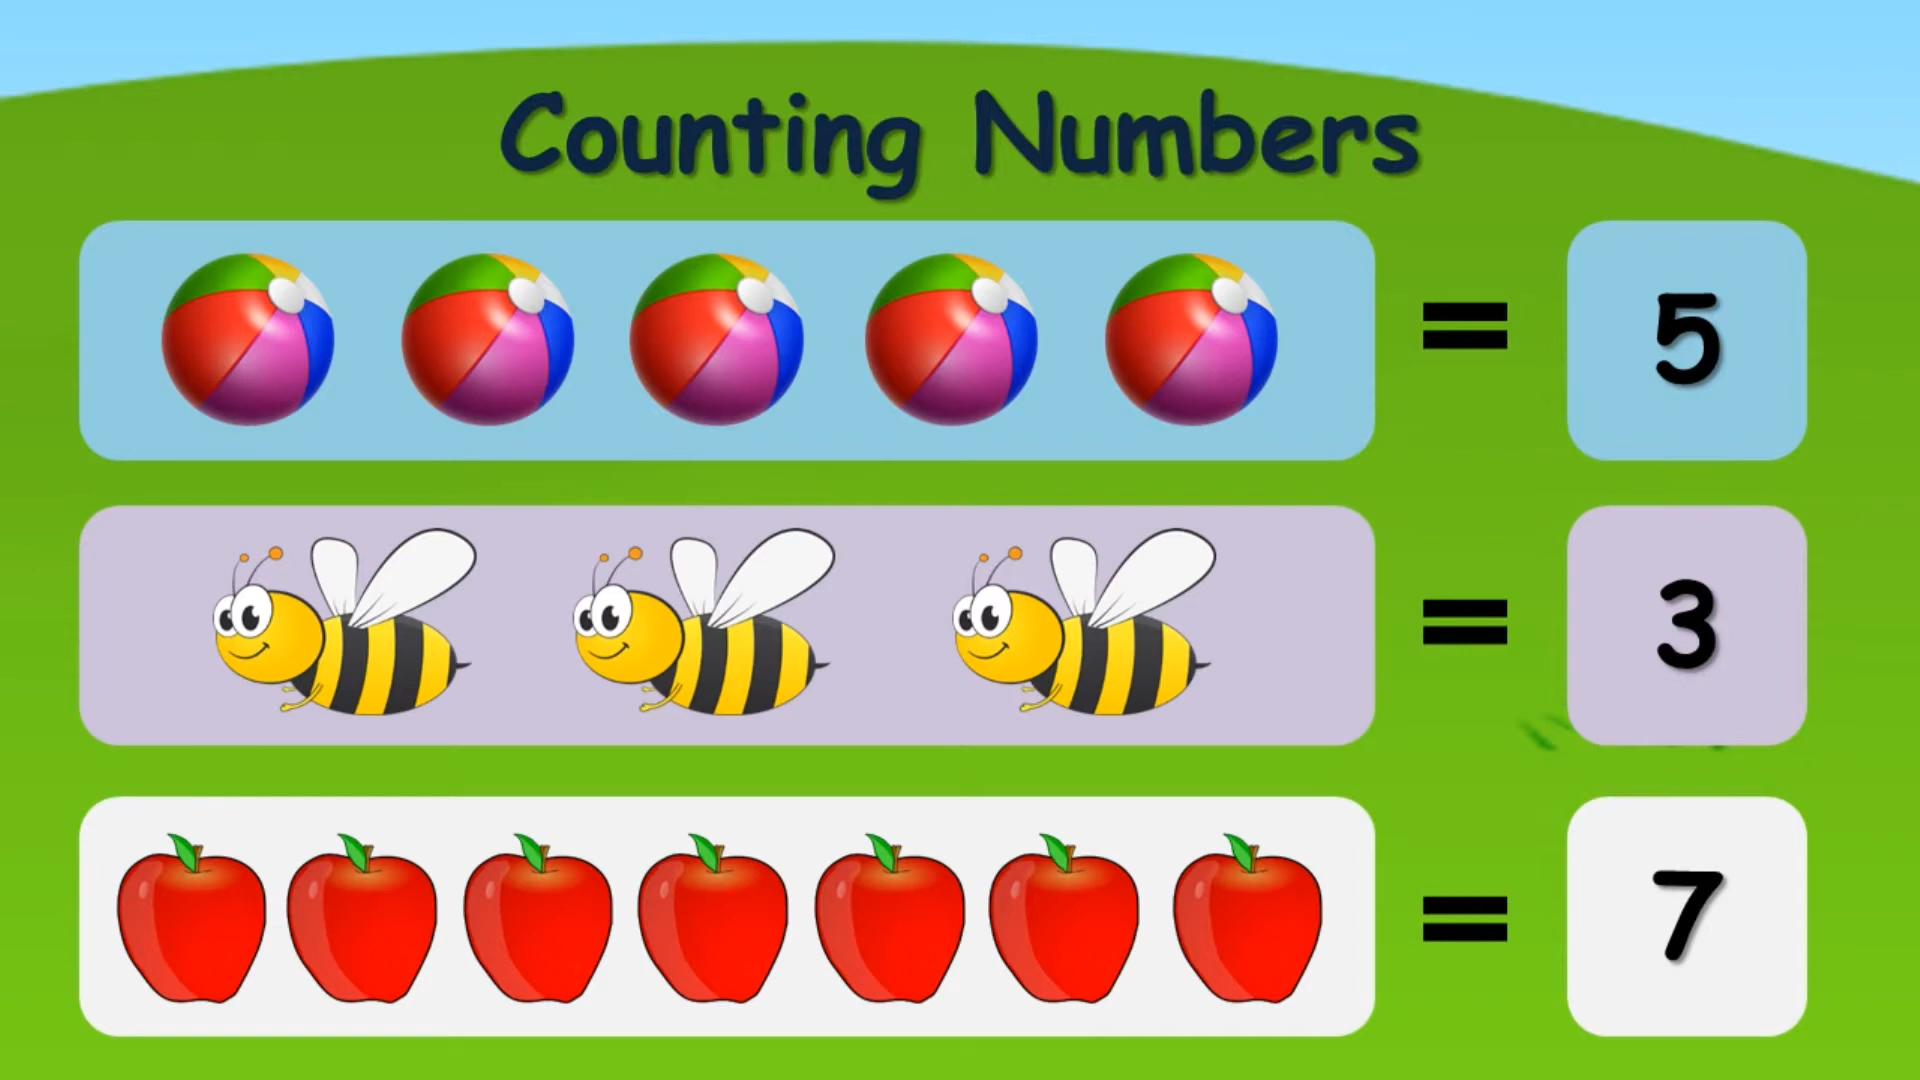 Counting Numbers
= 5
= 3
= 7